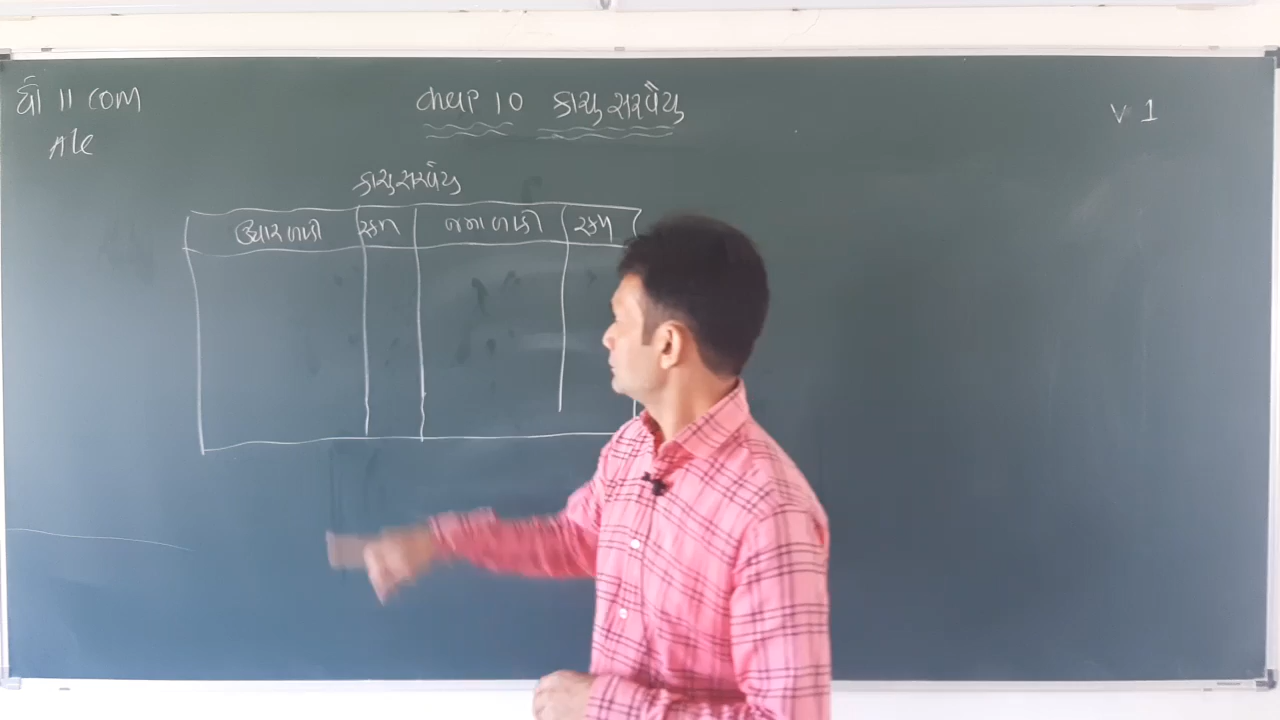 ધો 11 COM
A/c
chap 10 કાચુ સરવૈયુ
V 1
કાચુ સરવૈયુ
ઉધાર બાકી રકમ જમા બાકી રકમ